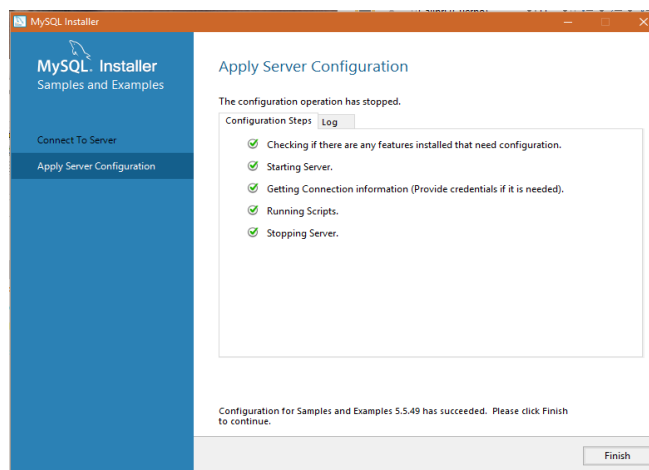 MySQL Installer
MySQL. Installer
Samples and Examples
Connect To Server
Apply Server Configuration
Apply Server Configuration
The configuration operation has stopped.
Configuration Steps Log
Checking if there are any features installed that need configuration.
Starting Server.
Getting Connection information (Provide credentials if it is needed).
Running Scripts.
Stopping Server.
Configuration for Samples and Examples 5.5.49 has succeeded. Please click Finish
to continue.
Finish